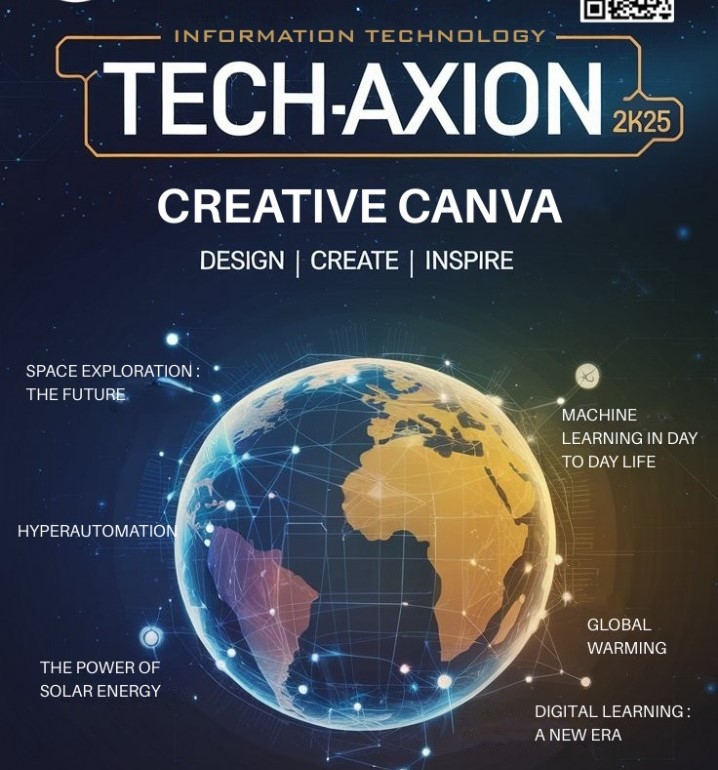 INFORMATION TECHNOLOGY
TECH-AXION
2K25
CREATIVE CANVA
DESIGN | CREATE | INSPIRE
SPACE EXPLORATION :
THE FUTURE
MACHINE
LEARNING IN DAY
TO DAY LIFE
HYPERAUTOMATION
GLOBAL
WARMING
THE POWER OF
SOLAR ENERGY
DIGITAL LEARNING :
A NEW ERA